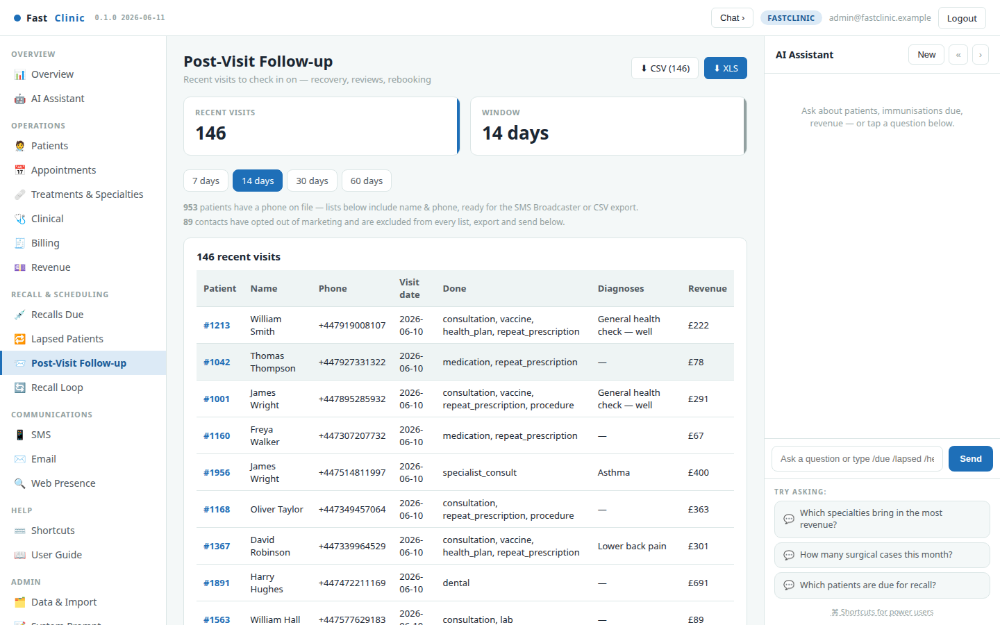 Fast Clinic 0.1.0 2026-06-11
Chat ›
FASTCLINIC
admin@fastclinic.example
Logout
OVERVIEW
Overview
AI Assistant
OPERATIONS
Patients
Appointments
Treatments & Specialties
Clinical
Billing
Revenue
RECALL & SCHEDULING
Recalls Due
Lapsed Patients
Post-Visit Follow-up
Recall Loop
COMMUNICATIONS
SMS
Email
Web Presence
HELP
Shortcuts
User Guide
ADMIN
Data & Import
System Prompt
Post-Visit Follow-up
Recent visits to check in on — recovery, reviews, rebooking
⬇ CSV (146)
⬇ XLS
RECENT VISITS
146
WINDOW
14 days
7 days
14 days
30 days
60 days
953 patients have a phone on file — lists below include name & phone, ready for the SMS Broadcaster or CSV export.
89 contacts have opted out of marketing and are excluded from every list, export and send below.
146 recent visits
Patient Name Phone Visit date Done Diagnoses Revenue
#1213 William Smith +447919008107 2026-06-10 consultation, vaccine, health_plan, repeat_prescription General health check — well £222
#1042 Thomas Thompson +447927331322 2026-06-10 medication, repeat_prescription — £78
#1001 James Wright +447895285932 2026-06-10 consultation, vaccine, repeat_prescription, procedure General health check — well £291
#1160 Freya Walker +447307207732 2026-06-10 medication, repeat_prescription — £67
#1956 James Wright +447514811997 2026-06-10 specialist_consult Asthma £400
#1168 Oliver Taylor +447349457064 2026-06-10 consultation, repeat_prescription, procedure — £363
#1367 David Robinson +447339964529 2026-06-10 consultation, vaccine, health_plan, repeat_prescription Lower back pain £301
#1891 Harry Hughes +447472211169 2026-06-10 dental — £691
#1563 William Hall +447577629183 2026-06-10 consultation, lab — £89
AI Assistant
New
«
›
Ask about patients, immunisations due,
revenue — or tap a question below.
Ask a question or type /due /lapsed /he
Send
TRY ASKING:
Which specialties bring in the most
revenue?
How many surgical cases this month?
Which patients are due for recall?
⌘ Shortcuts for power users